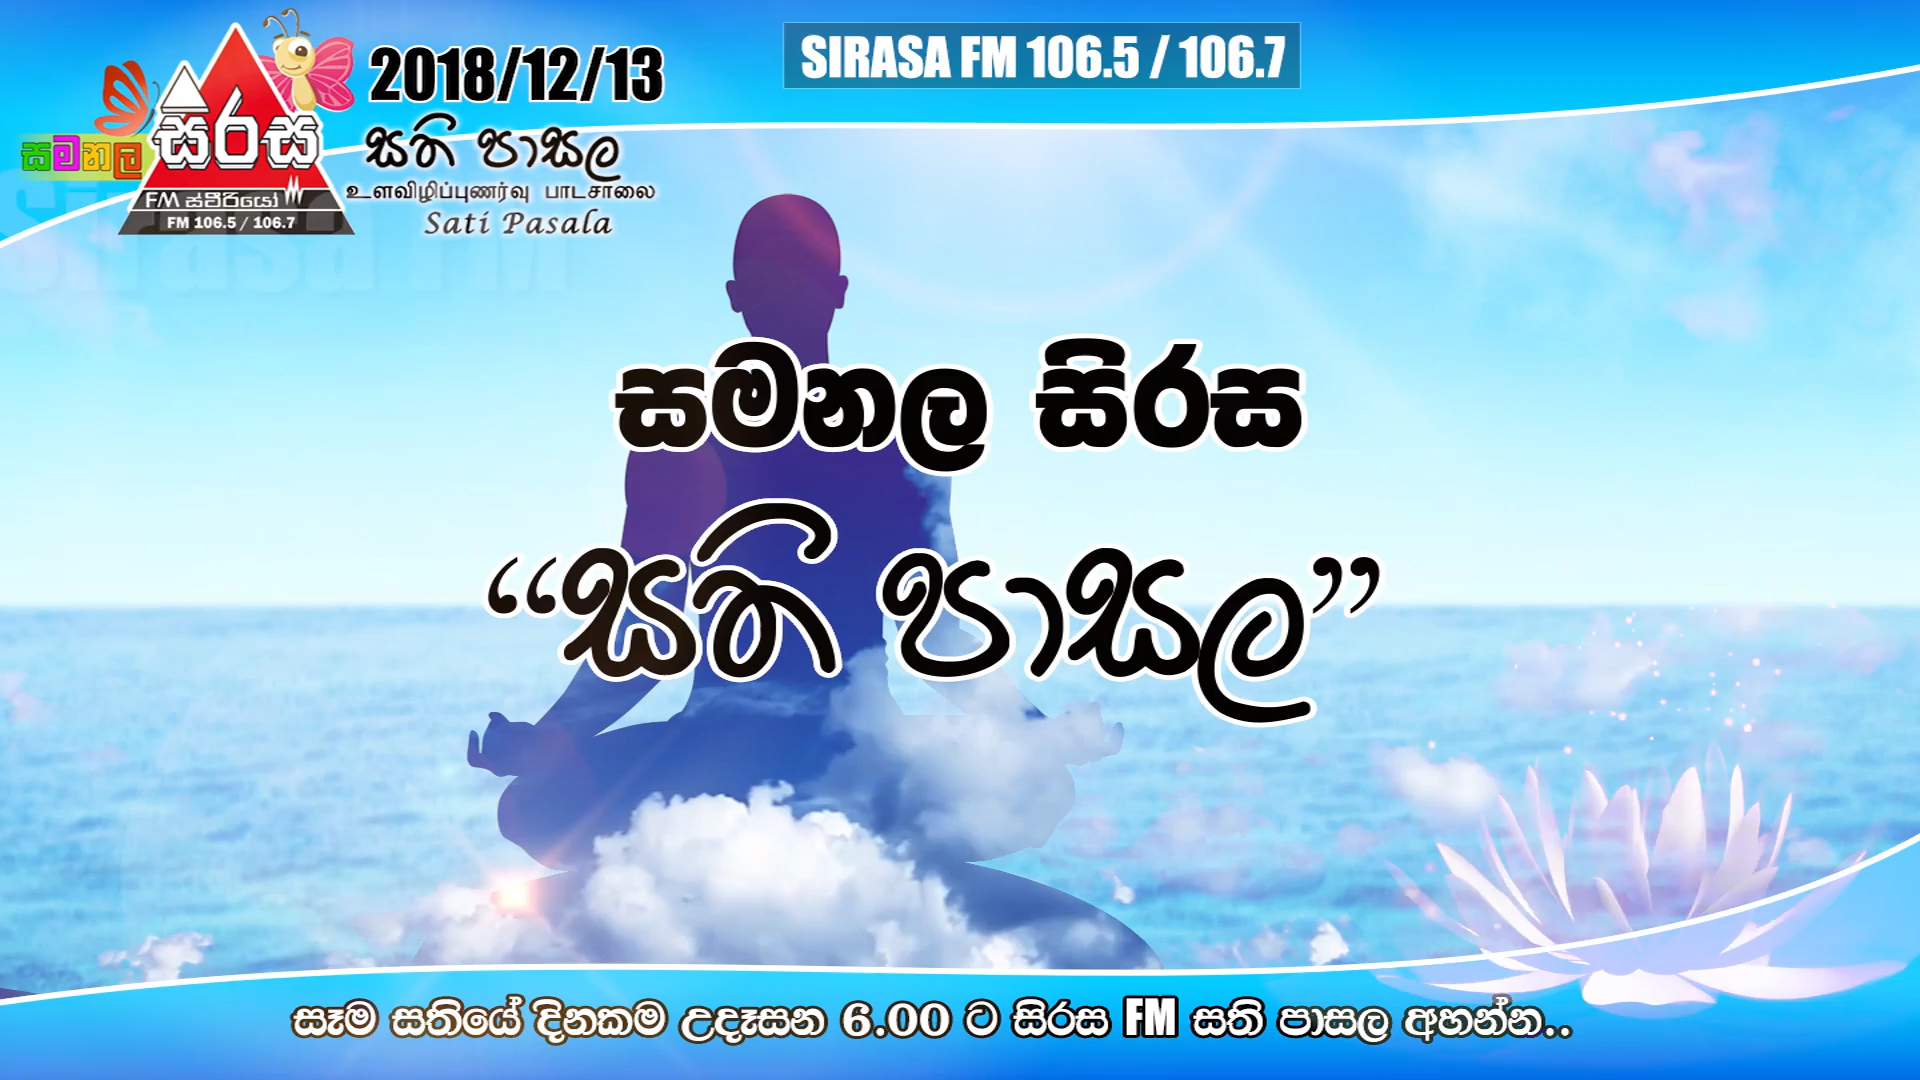 2018/12/13
SIRASA FM 106.5 / 106.7
සමනල
සිරස
FM ස්ටීරියෝ
FM 106.5 / 106.7
සති පාසල
உளவிழிப்புணர்வு பாடசாலை
Sati Pasala
Sirasa FM
සමනල සිරස
“සති පාසල”
සෑම සතියේ දිනකම උදෑසන 6.00 ට සිරස FM සති පාසල අහන්න..